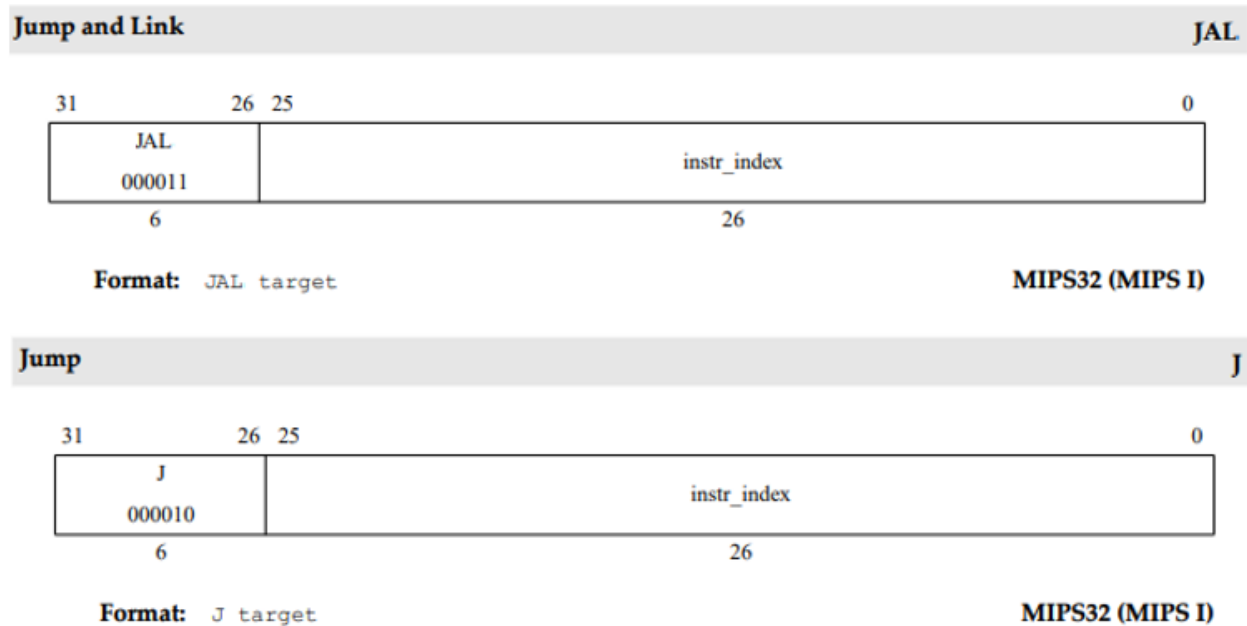 Jump and Link JAL
31 26 25 0
JAL
000011
instr_index
6 26
Format: JAL target MIPS32 (MIPS I)
Jump J
31 26 25 0
J
000010
instr_index
6 26
Format: J target MIPS32 (MIPS I)